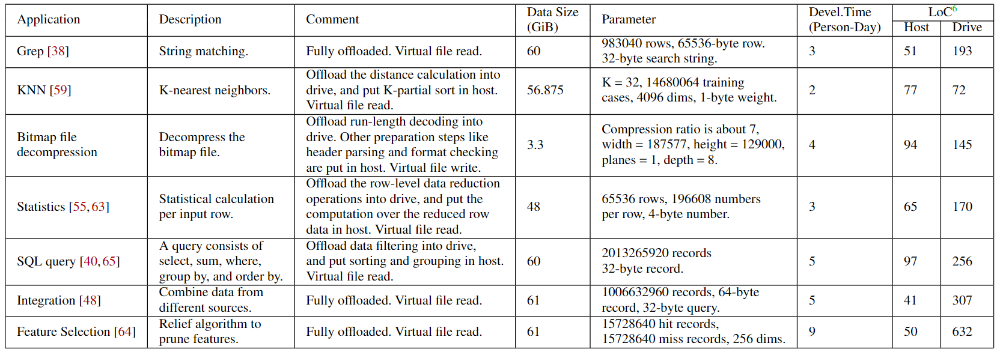 Application Description Comment Data Size (GiB) Parameter Devel.Time (Person-Day) LoC6
Host Drive
Grep [38] String matching. Fully offloaded. Virtual file read. 60 983040 rows, 65536-byte row.
32-byte search string. 3 51 193
KNN [59] K-nearest neighbors. Offload the distance calculation into
drive, and put K-partial sort in host.
Virtual file read. 56.875 K = 32, 14680064 training
cases, 4096 dims, 1-byte weight. 2 77 72
Bitmap file
decompression Decompress the
bitmap file. Offload run-length decoding into
drive. Other preparation steps like
header parsing and format checking
are put in host. Virtual file write. 3.3 Compression ratio is about 7,
width = 187577, height = 129000,
planes = 1, depth = 8. 4 94 145
Statistics [55,63] Statistical calculation
per input row. Offload the row-level data reduction
operations into drive, and put the
computation over the reduced row
data in host. Virtual file read. 48 65536 rows, 196608 numbers
per row, 4-byte number. 3 65 170
SQL query [40,65] A query consists of
select, sum, where,
group by, and order by. Offload data filtering into drive,
and put sorting and grouping in host.
Virtual file read. 60 2013265920 records
32-byte record. 5 97 256
Integration [48] Combine data from
different sources. Fully offloaded. Virtual file read. 61 1006632960 records, 64-byte
record, 32-byte query. 5 41 307
Feature Selection [64] Relief algorithm to
prune features. Fully offloaded. Virtual file read. 61 15728640 hit records,
15728640 miss records, 256 dims. 9 50 632